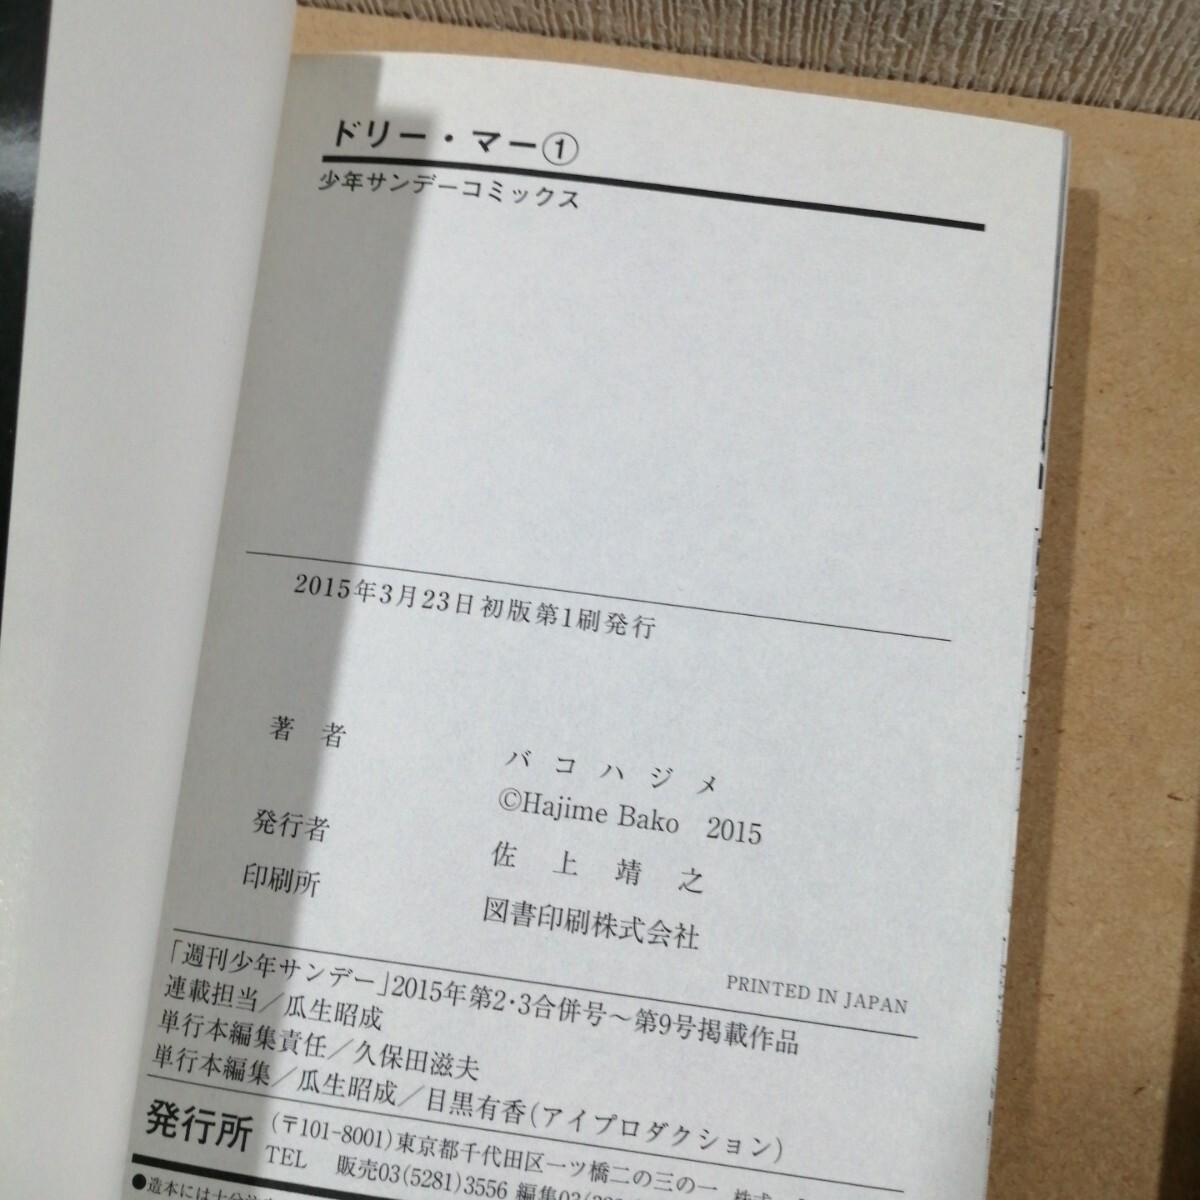 ドリー・マー①
少年サンデーコミックス
2015年3月23日初版第1刷発行
著者 バコハジメ
©Hajime Bako 2015
発行者 佐上靖之
印刷所 図書印刷株式会社
PRINTED IN JAPAN
「週刊少年サンデー」2015年第2・3合併号～第9号掲載作品
連載担当／瓜生昭成
単行本編集責任／久保田滋夫
単行本編集／瓜生昭成／目黒有香(アイプロダクション)
発行所 (〒101-8001)東京都千代田区一ツ橋二の三の一 株式
TEL 販売03(5281)3556 編集03
●造本には十分